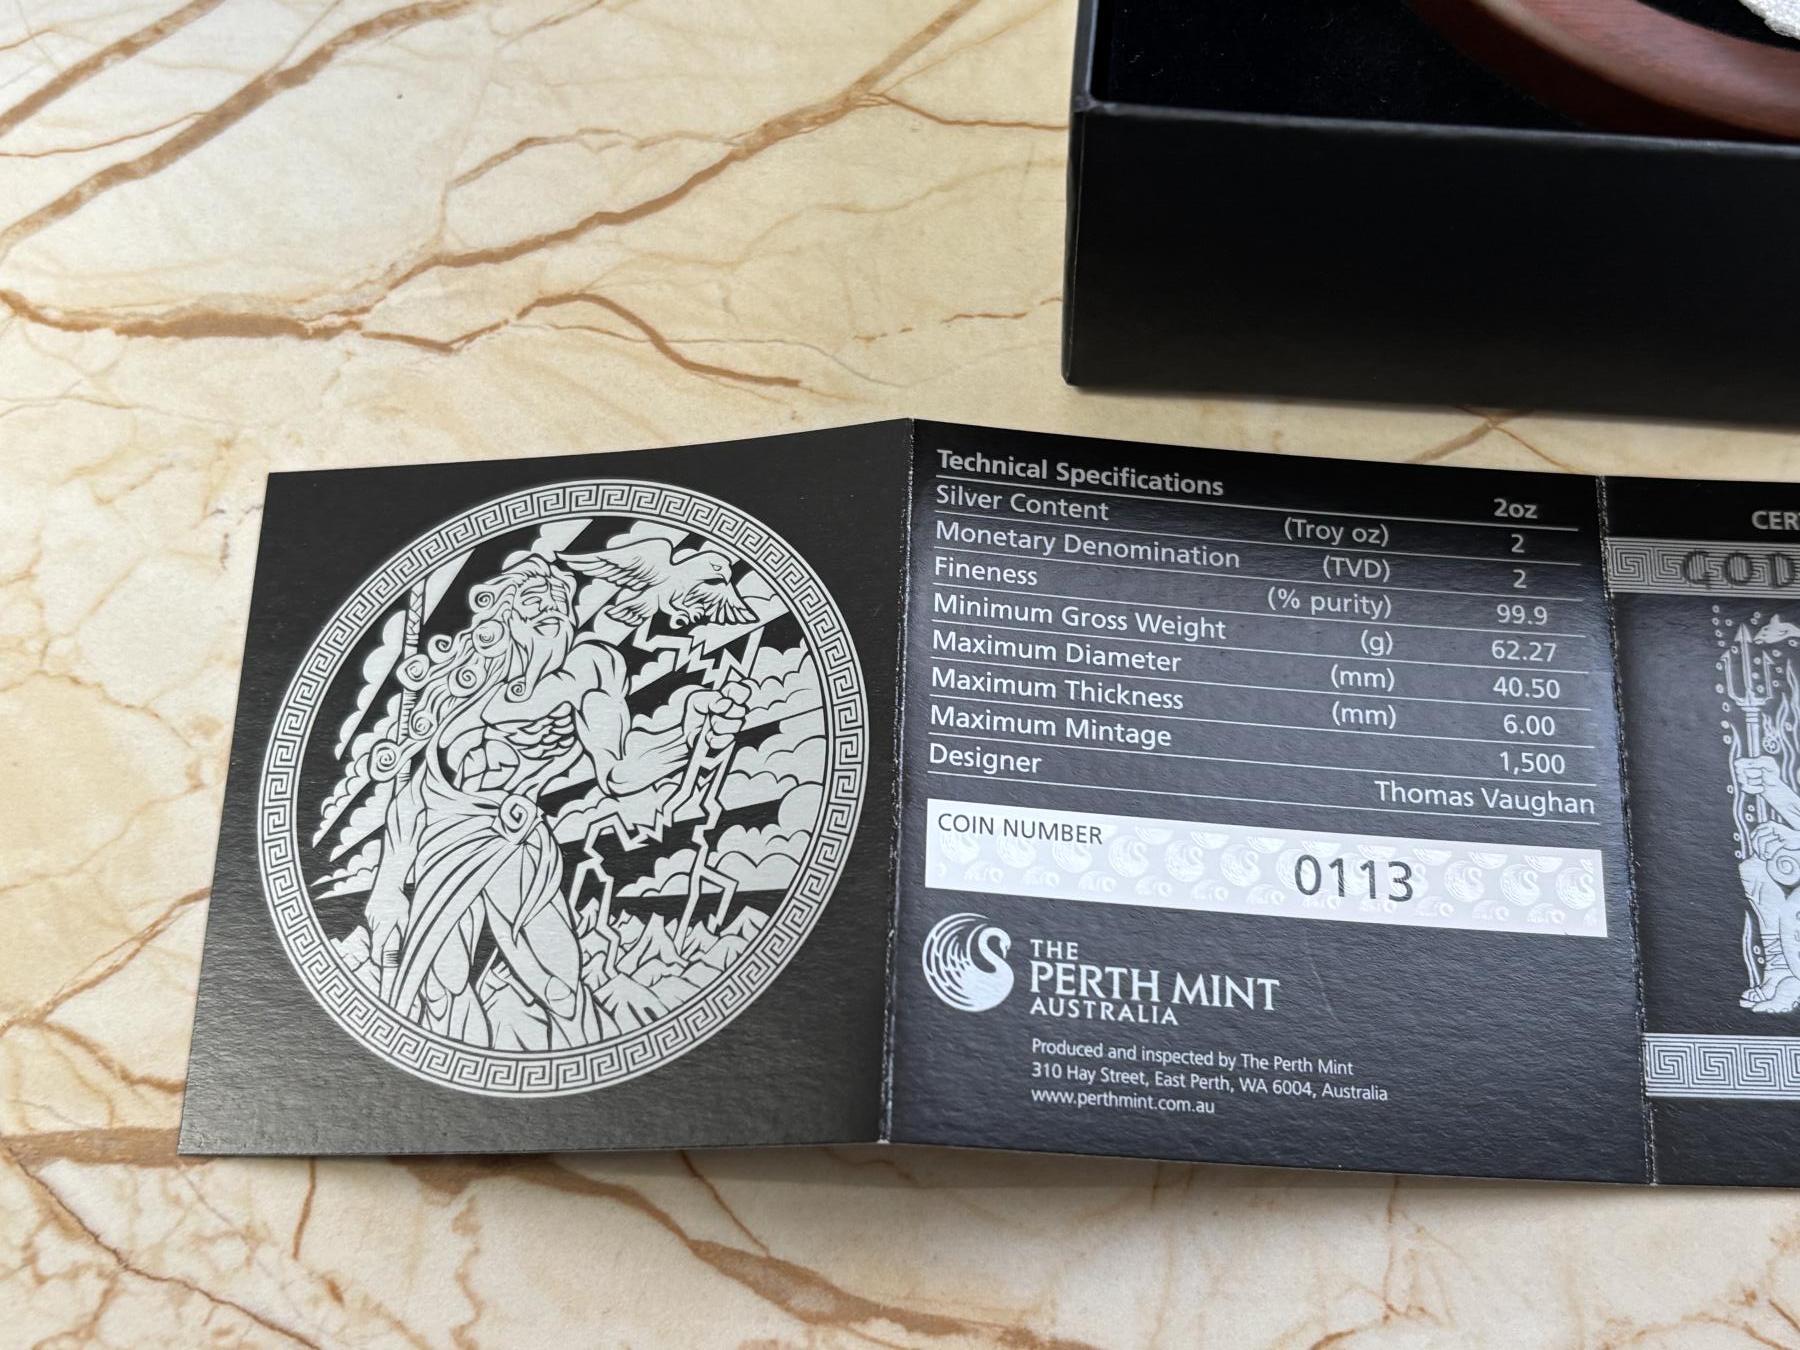 Technical Specifications 2oz
Silver Content (Troy oz) 2
Monetary Denomination (TVD) 2
Fineness (% purity) 99.9
Minimum Gross Weight (g) 62.27
Maximum Diameter (mm) 40.50
Maximum Thickness (mm) 6.00
Maximum Mintage 1,500
Designer Thomas Vaughan
COIN NUMBER 0113
THE
PERTH MINT
AUSTRALIA
Produced and inspected by The Perth Mint
310 Hay Street, East Perth, WA 6004, Australia
www.perthmint.com.au
CERT
GOD